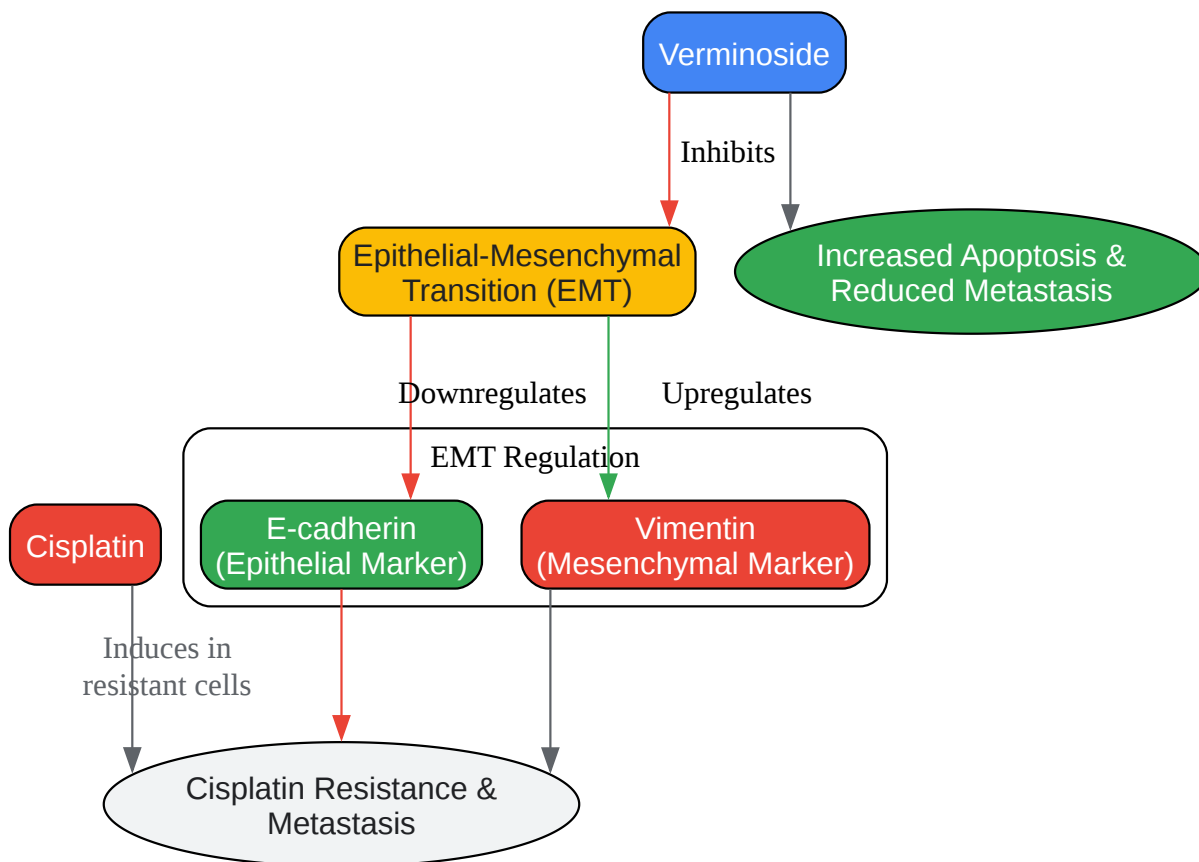 Verminoside
Inhibits
Epithelial-Mesenchymal
Transition (EMT)
Increased Apoptosis &
Reduced Metastasis
Downregulates
Upregulates
EMT Regulation
Cisplatin
E-cadherin
(Epithelial Marker)
Vimentin
(Mesenchymal Marker)
Induces in
resistant cells
Cisplatin Resistance &
Metastasis